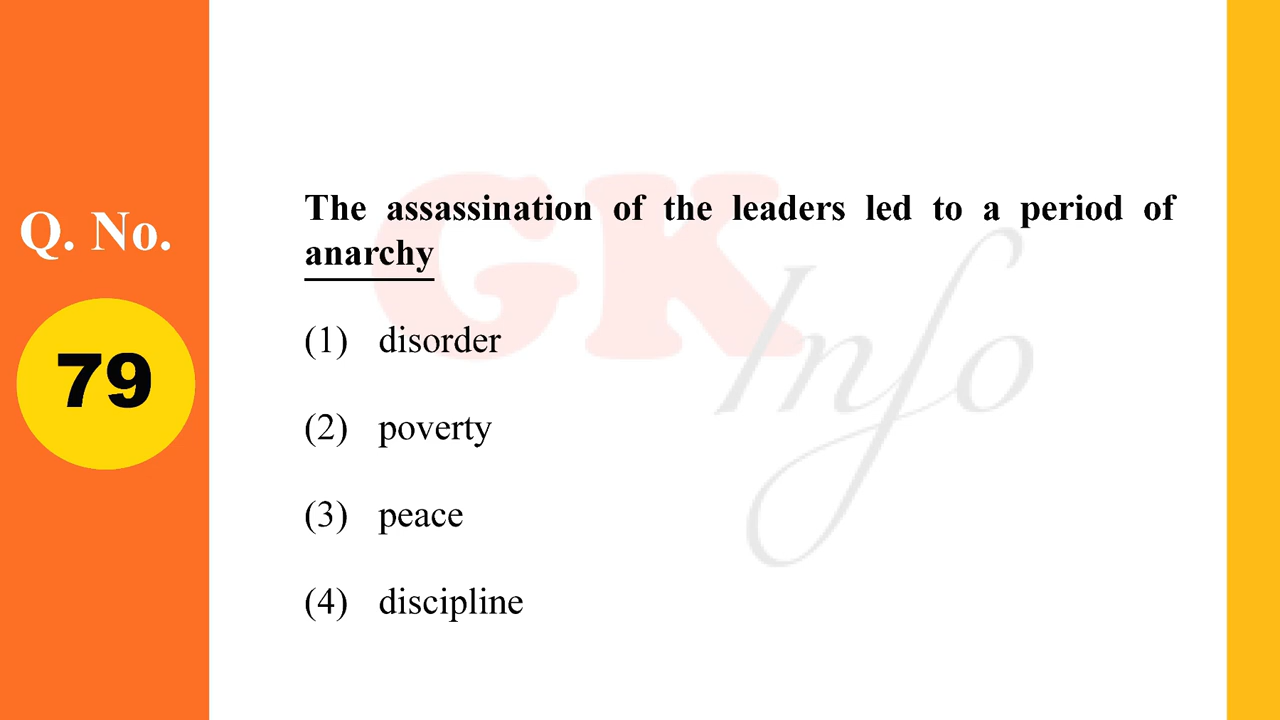 Q. No.
79
The assassination of the leaders led to a period of
anarchy
(1) disorder
(2) poverty
(3) peace
(4) discipline
GK
Info